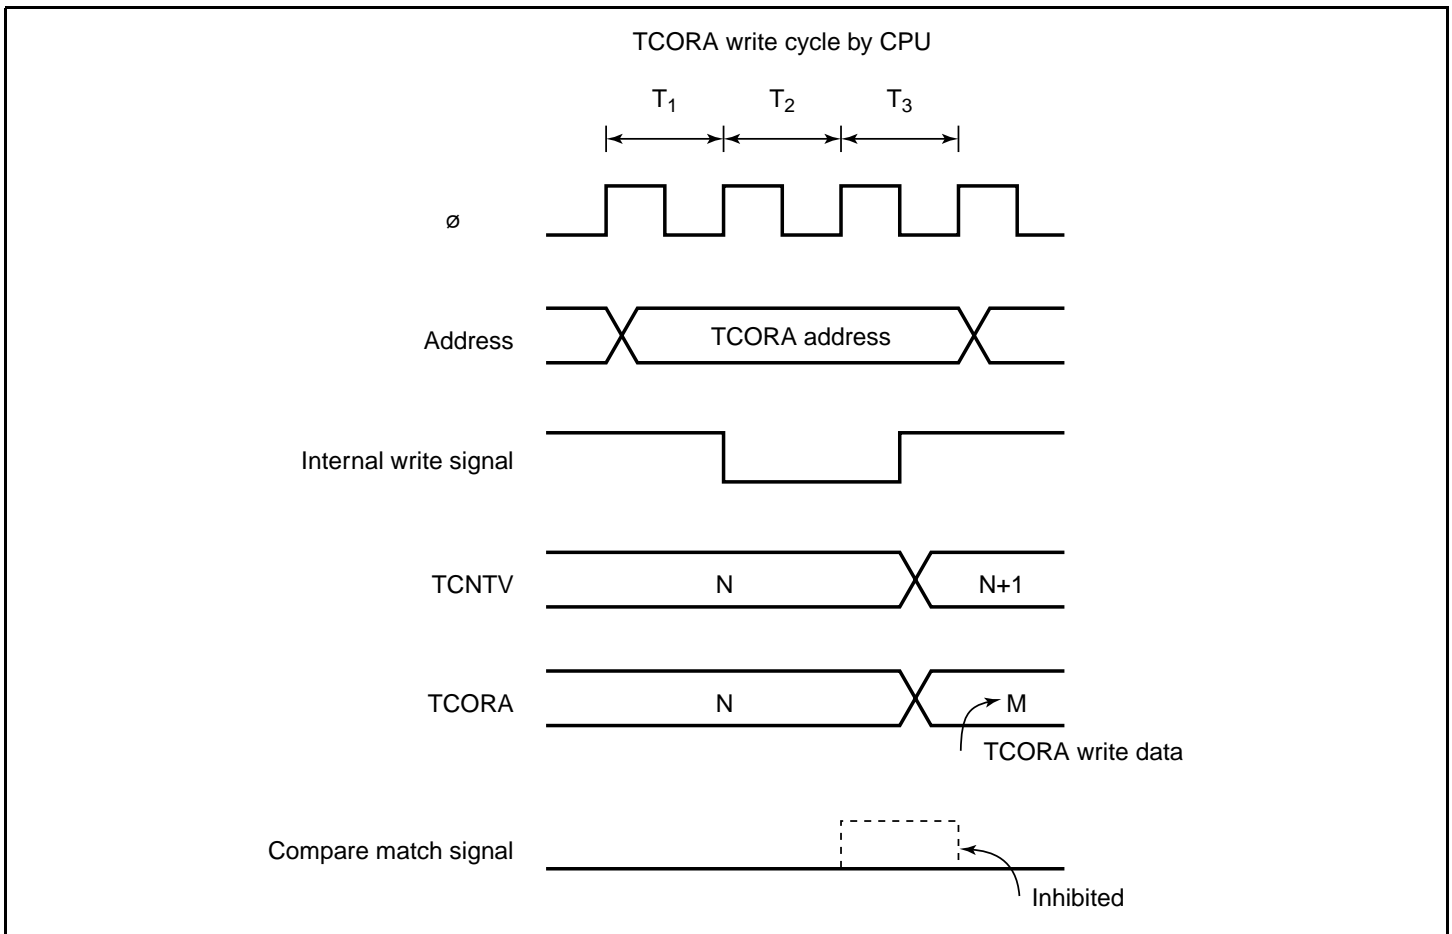 TCORA write cycle by CPU
T1 T2 T3
ø
Address TCORA address
Internal write signal
TCNTV N N+1
TCORA N M
TCORA write data
Compare match signal
Inhibited